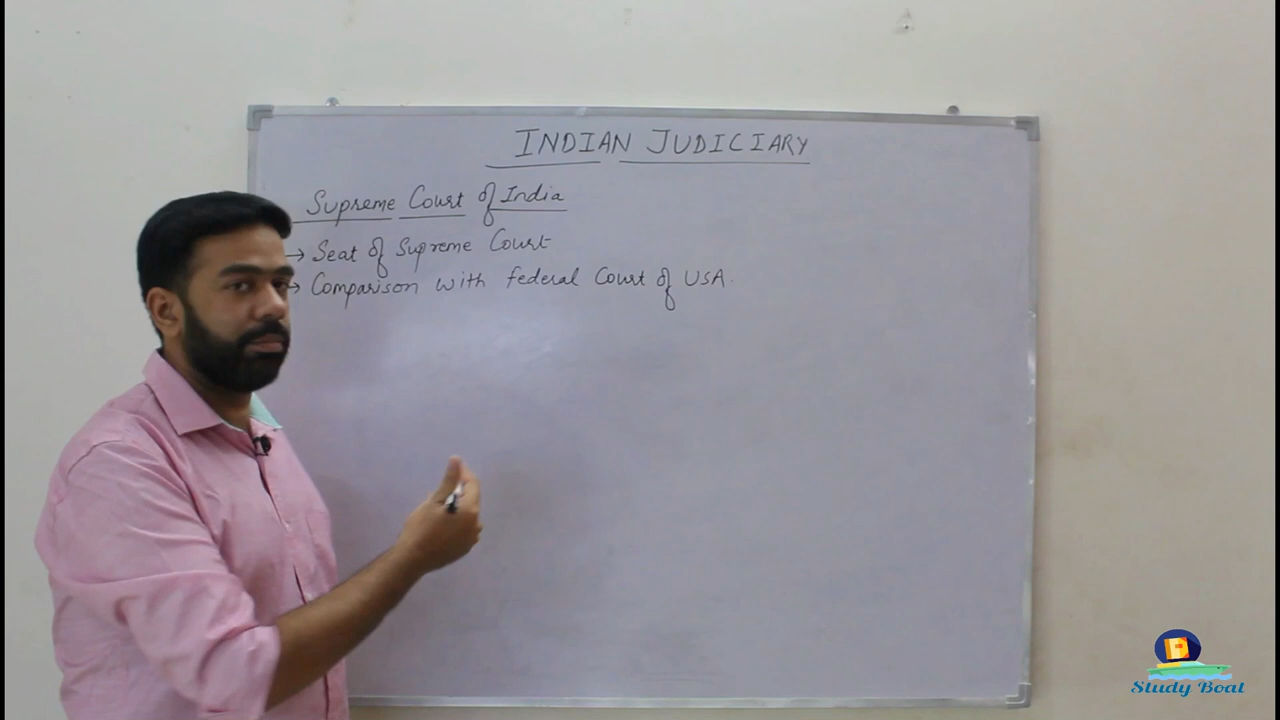 INDIAN JUDICIARY
Supreme Court of India
→ Seat of Supreme Court
→ Comparison with federal Court of USA.
Study Boat